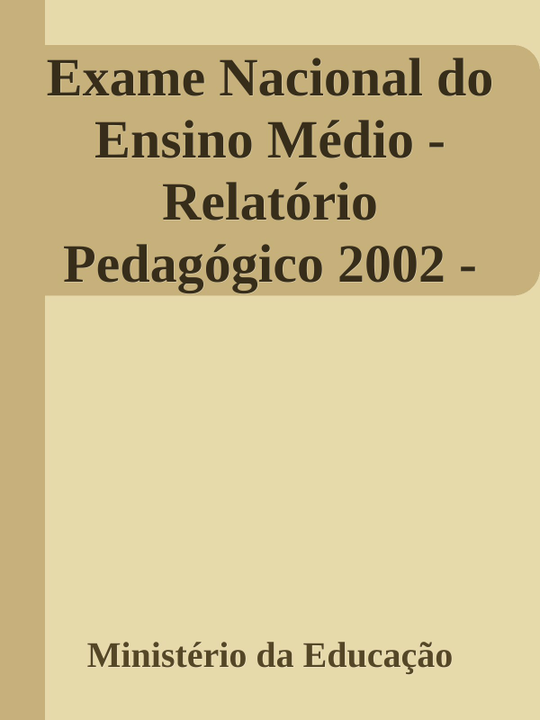 Exame Nacional do
Ensino Médio -
Relatório
Pedagógico 2002 -
Ministério da Educação